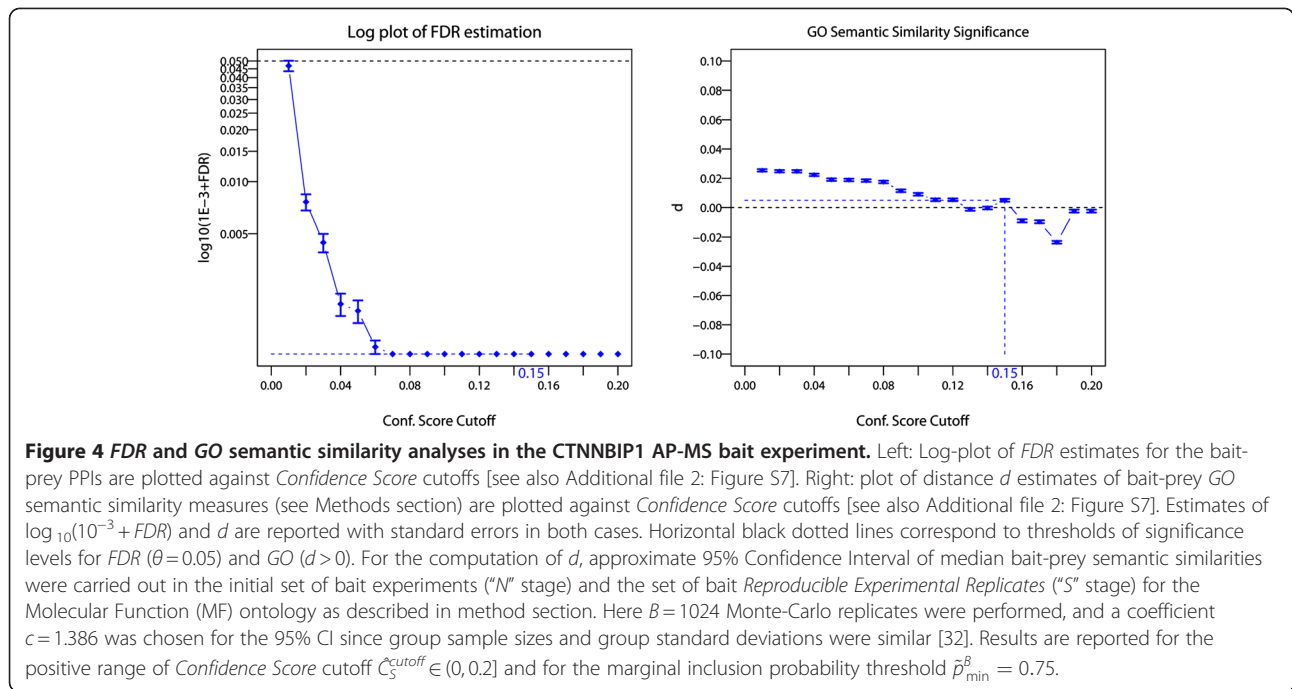 Log plot of FDR estimation
log10(1E-3+FDR)
0.050
0.045
0.040
0.035
0.030
0.025
0.020
0.015
0.010
0.005
0.00 0.04 0.08 0.12 0.15 0.16 0.20
Conf. Score Cutoff
GO Semantic Similarity Significance
d
0.10
0.08
0.06
0.04
0.02
0.00
−0.02
−0.04
−0.06
−0.08
−0.10
0.00 0.04 0.08 0.12 0.15 0.16 0.20
Conf. Score Cutoff
Figure 4 FDR and GO semantic similarity analyses in the CTNNBIP1 AP-MS bait experiment. Left: Log-plot of FDR estimates for the bait-
prey PPIs are plotted against Confidence Score cutoffs [see also Additional file 2: Figure S7]. Right: plot of distance d estimates of bait-prey GO
semantic similarity measures (see Methods section) are plotted against Confidence Score cutoffs [see also Additional file 2: Figure S7]. Estimates of
log 10(10⁻³ + FDR) and d are reported with standard errors in both cases. Horizontal black dotted lines correspond to thresholds of significance
levels for FDR (θ = 0.05) and GO (d > 0). For the computation of d, approximate 95% Confidence Interval of median bait-prey semantic similarities
were carried out in the initial set of bait experiments (“N” stage) and the set of bait Reproducible Experimental Replicates (“S” stage) for the
Molecular Function (MF) ontology as described in method section. Here B = 1024 Monte-Carlo replicates were performed, and a coefficient
c = 1.386 was chosen for the 95% CI since group sample sizes and group standard deviations were similar [32]. Results are reported for the
positive range of Confidence Score cutoff Ĉ_S^cutoff ∈ (0, 0.2] and for the marginal inclusion probability threshold p̃^B_min = 0.75.